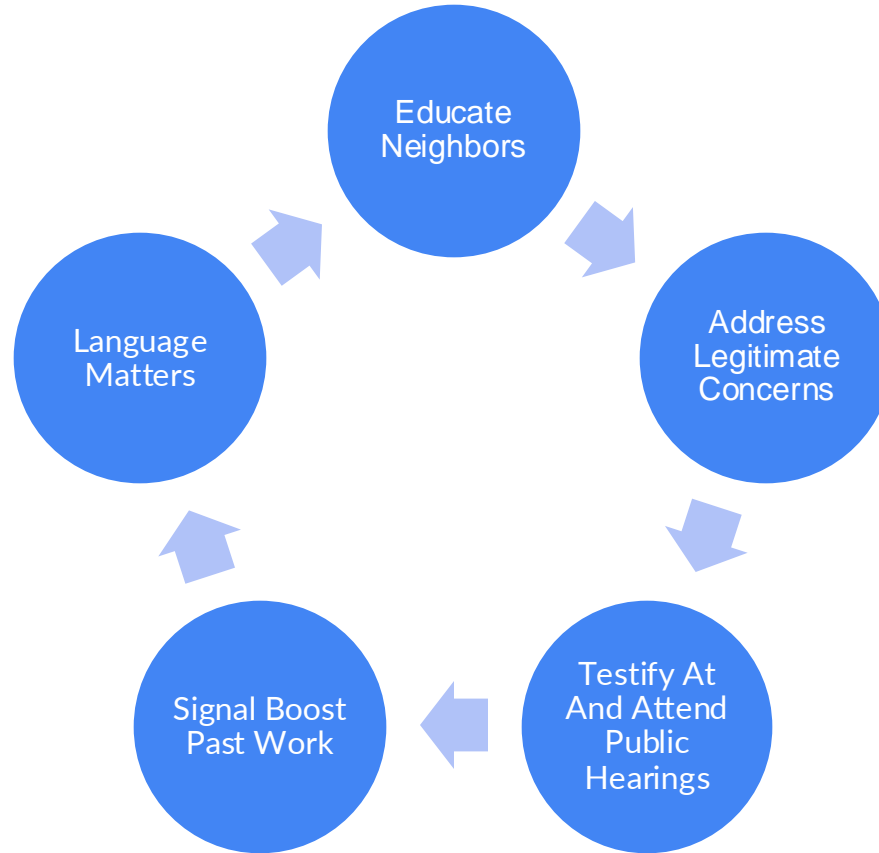 Educate
Neighbors
Address
Legitimate
Concerns
Testify At
And Attend
Public
Hearings
Signal Boost
Past Work
Language
Matters